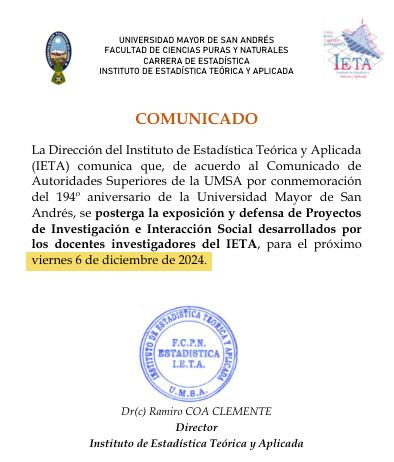 UNIVERSIDAD MAYOR DE SAN ANDRÉS
FACULTAD DE CIENCIAS PURAS Y NATURALES
CARRERA DE ESTADÍSTICA
INSTITUTO DE ESTADÍSTICA TEÓRICA Y APLICADA
IETA
Instituto de Estadística
Teórica y Aplicada
COMUNICADO
La Dirección del Instituto de Estadística Teórica y Aplicada
(IETA) comunica que, de acuerdo al Comunicado de
Autoridades Superiores de la UMSA por conmemoración
del 194º aniversario de la Universidad Mayor de San
Andrés, se posterga la exposición y defensa de Proyectos
de Investigación e Interacción Social desarrollados por
los docentes investigadores del IETA, para el próximo
viernes 6 de diciembre de 2024.
INSTITUTO DE ESTADISTICA TEORICA Y APLICADA
F.C.P.N.
ESTADISTICA
I.E.T.A.
U.M.S.A.
Dr(c) Ramiro COA CLEMENTE
Director
Instituto de Estadística Teórica y Aplicada